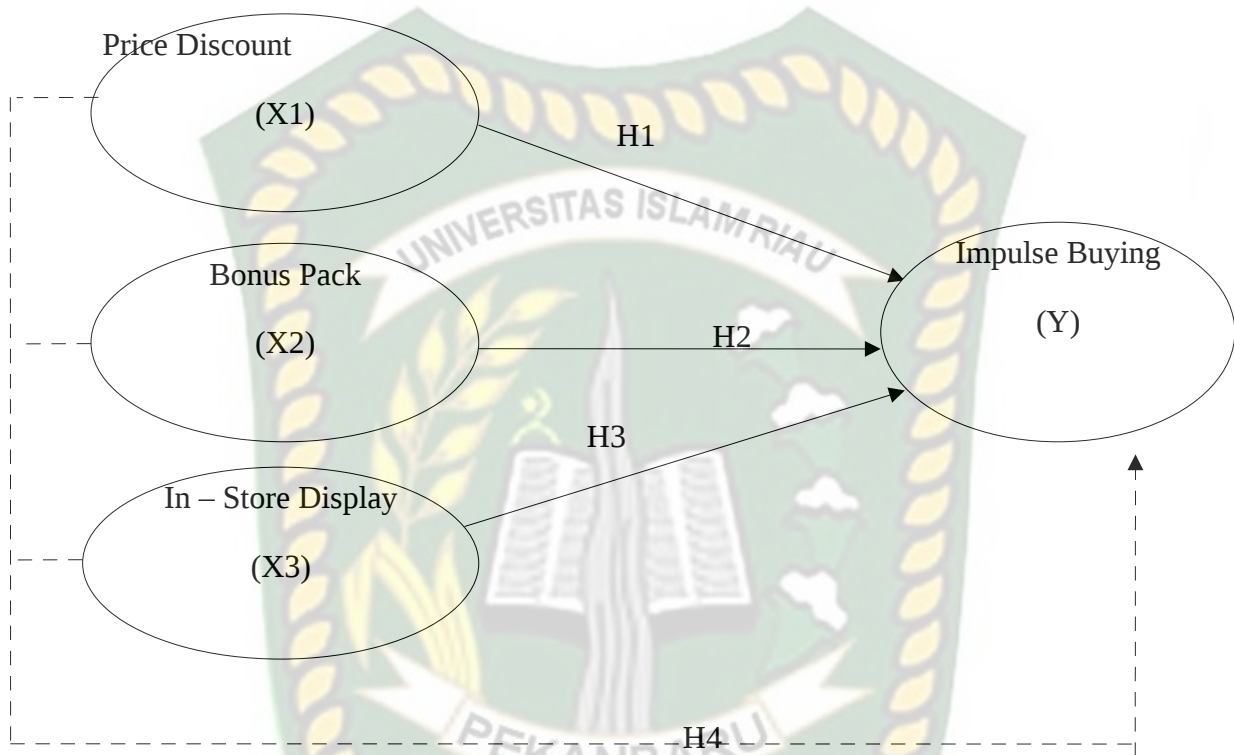 Price Discount
(X1)
H1
UNIVERSITAS ISLAM RIAU
Bonus Pack
(X2)
H2
Impulse Buying
(Y)
H3
In – Store Display
(X3)
H4
PEKANBARU